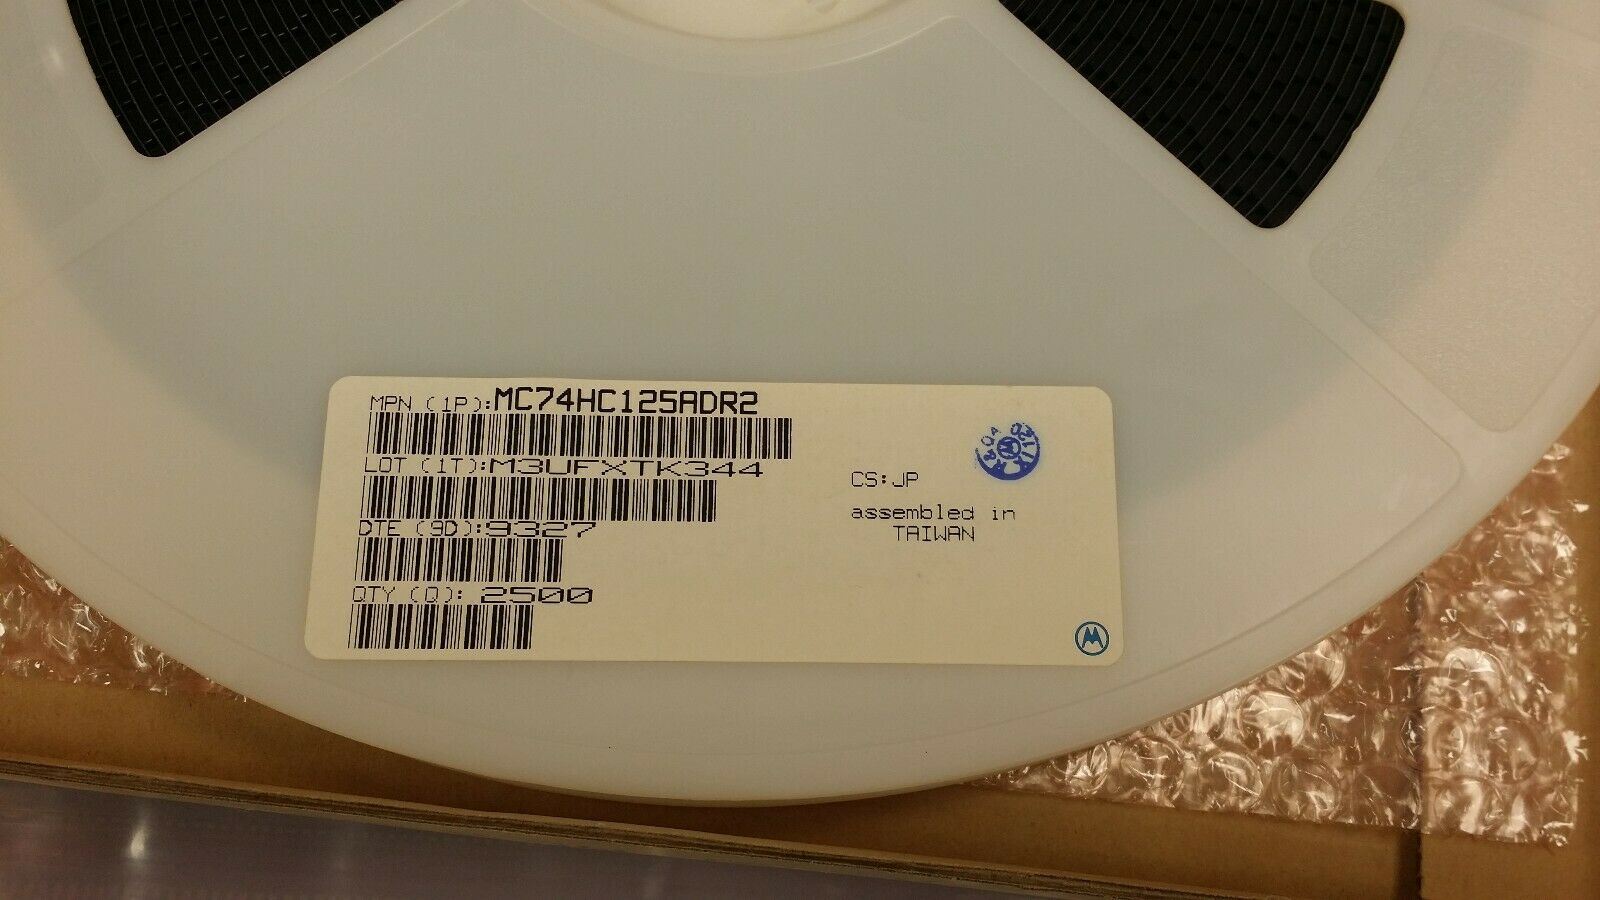 MPN (1P):MC74HC125ADR2
LOT (1T):M3UFXTK344
DTE (9D):9327
QTY (Q): 2500
CS:JP
assembled in
TAIWAN